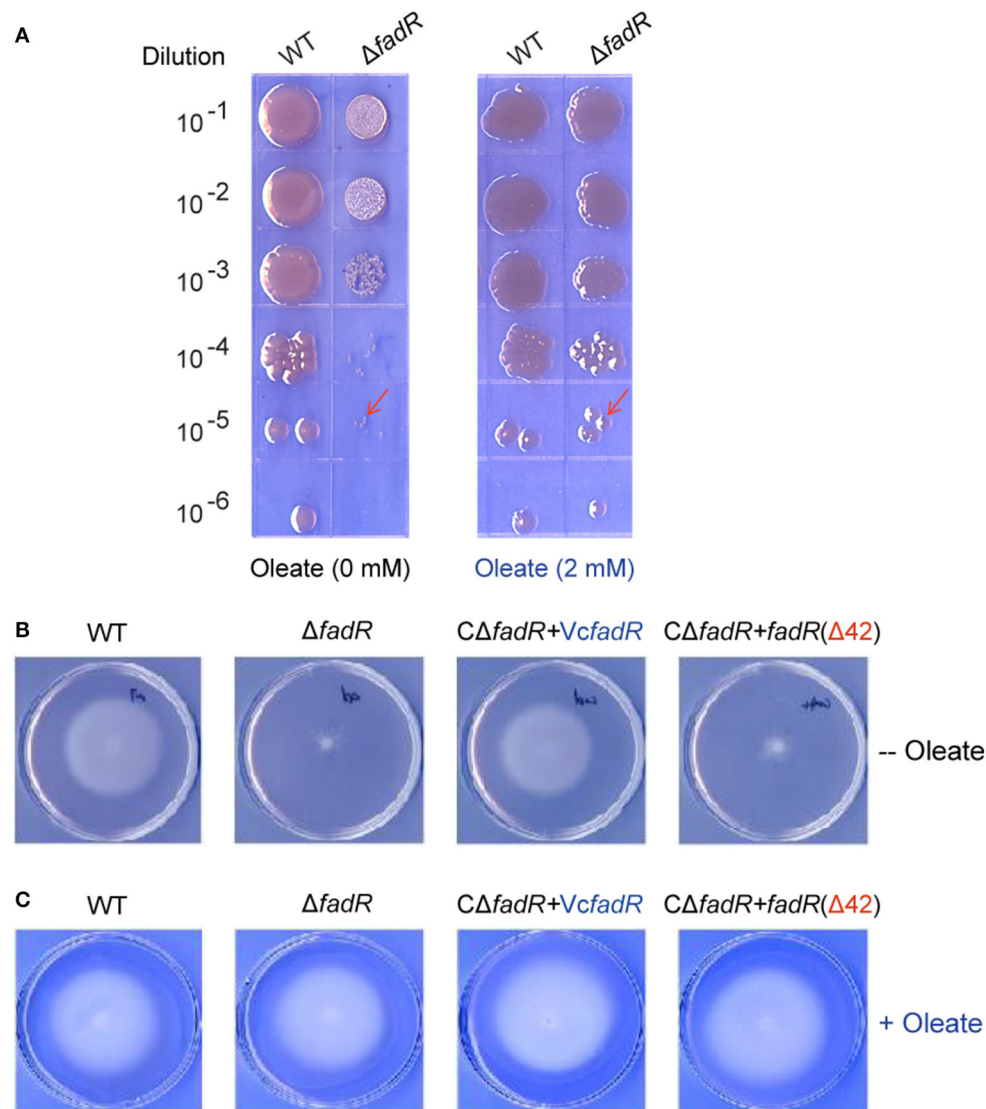 A
Dilution WT ΔfadR WT ΔfadR
10-1
10-2
10-3
10-4
10-5
10-6
Oleate (0 mM) Oleate (2 mM)
B WT ΔfadR CΔfadR+VcfadR CΔfadR+fadR(Δ42)
-- Oleate
C WT ΔfadR CΔfadR+VcfadR CΔfadR+fadR(Δ42)
+ Oleate